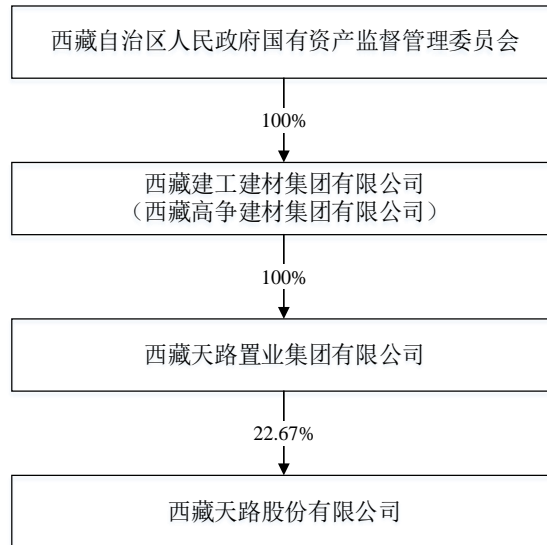 西藏自治区人民政府国有资产监督管理委员会
100%
西藏建工建材集团有限公司
（西藏高争建材集团有限公司）
100%
西藏天路置业集团有限公司
22.67%
西藏天路股份有限公司